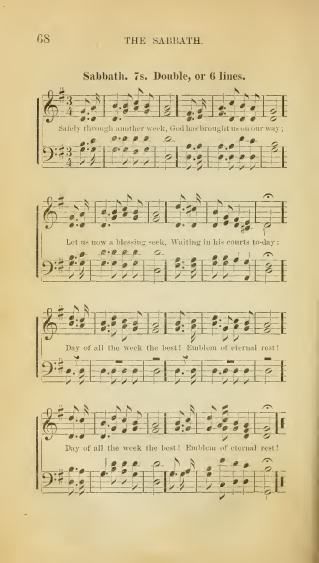 68
THE SABBATH.
Sabbath. 7s. Double, or 6 lines.
Safely through another week, God has brought us on our way;
Let us now a blessing seek, Waiting in his courts to-day:
Day of all the week the best! Emblem of eternal rest!
Day of all the week the best! Emblem of eternal rest!